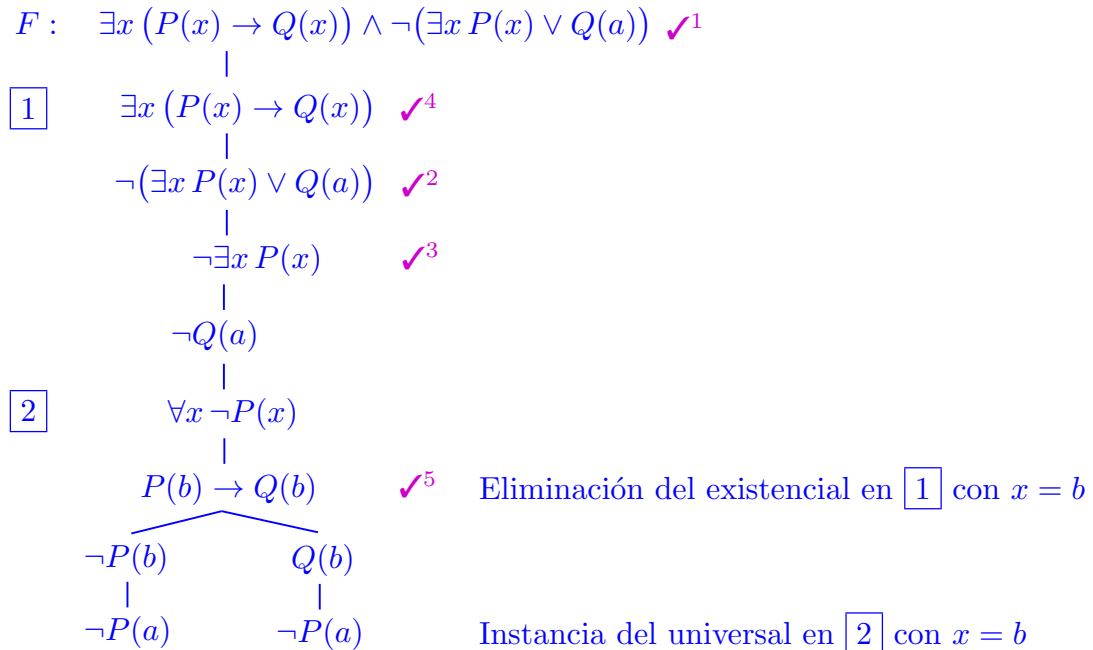 F : ∃x (P(x) → Q(x)) ∧ ¬(∃x P(x) ∨ Q(a)) ✓1
1 ∃x (P(x) → Q(x)) ✓4
¬(∃x P(x) ∨ Q(a)) ✓2
¬∃x P(x) ✓3
¬Q(a)
2 ∀x ¬P(x)
P(b) → Q(b) ✓5 Eliminación del existencial en 1 con x = b
¬P(b) Q(b)
¬P(a) ¬P(a) Instancia del universal en 2 con x = b